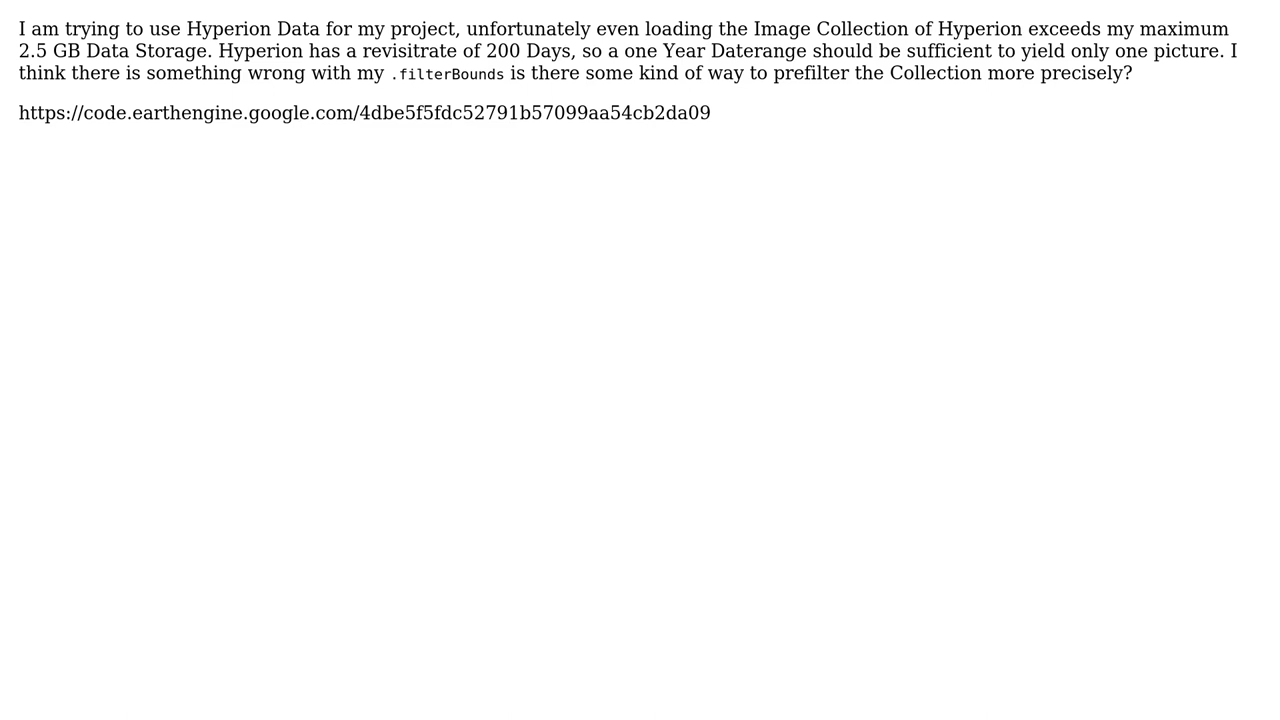 I am trying to use Hyperion Data for my project, unfortunately even loading the Image Collection of Hyperion exceeds my maximum
2.5 GB Data Storage. Hyperion has a revisitrate of 200 Days, so a one Year Daterange should be sufficient to yield only one picture. I
think there is something wrong with my .filterBounds is there some kind of way to prefilter the Collection more precisely?
https://code.earthengine.google.com/4dbe5f5fdc52791b57099aa54cb2da09